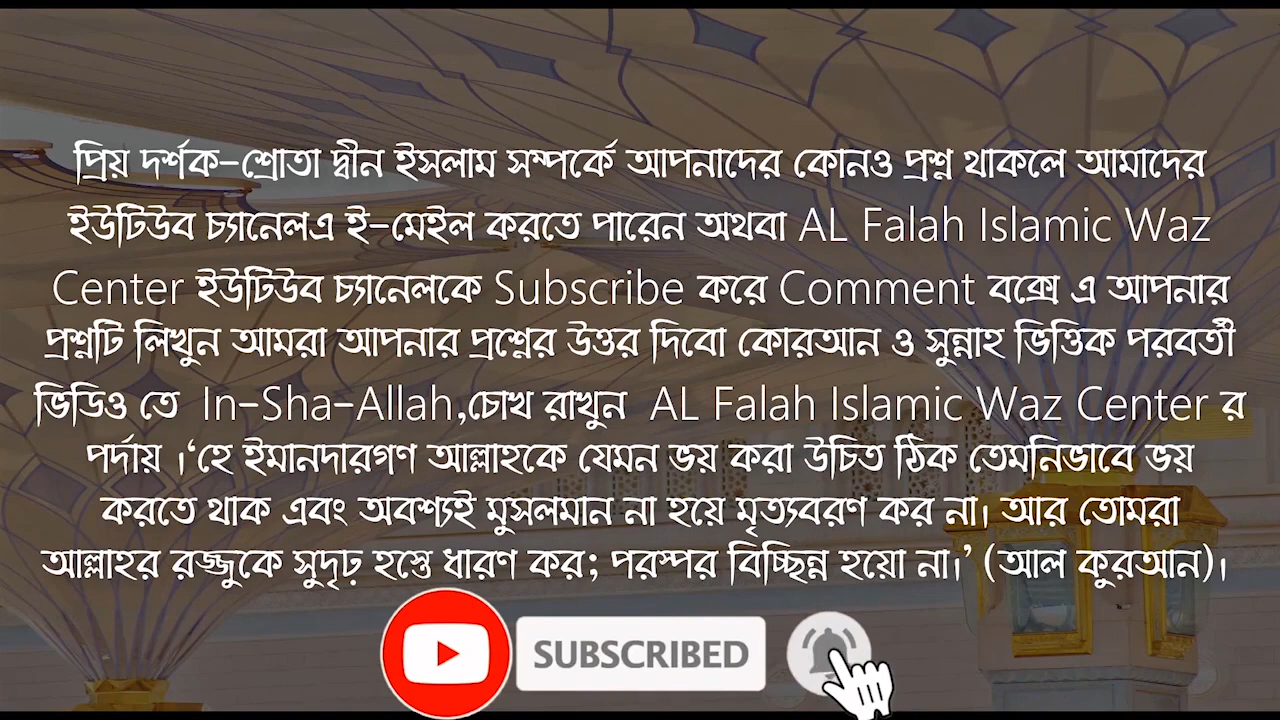 প্রিয় দর্শক-শ্রোতা দ্বীন ইসলাম সম্পর্কে আপনাদের কোনও প্রশ্ন থাকলে আমাদের
ইউটিউব চ্যানেলএ ই-মেইল করতে পারেন অথবা AL Falah Islamic Waz
Center ইউটিউব চ্যানেলকে Subscribe করে Comment বক্সে এ আপনার
প্রশ্নটি লিখুন আমরা আপনার প্রশ্নের উত্তর দিবো কোরআন ও সুন্নাহ ভিত্তিক পরবর্তী
ভিডিও তে In-Sha-Allah,চোখ রাখুন AL Falah Islamic Waz Center র
পর্দায় ।‘হে ইমানদারগণ আল্লাহকে যেমন ভয় করা উচিত ঠিক তেমনিভাবে ভয়
করতে থাক এবং অবশ্যই মুসলমান না হয়ে মৃত্যবরণ কর না। আর তোমরা
আল্লাহর রজ্জুকে সুদৃঢ় হস্তে ধারণ কর; পরস্পর বিচ্ছিন্ন হয়ো না।’ (আল কুরআন)।
SUBSCRIBED